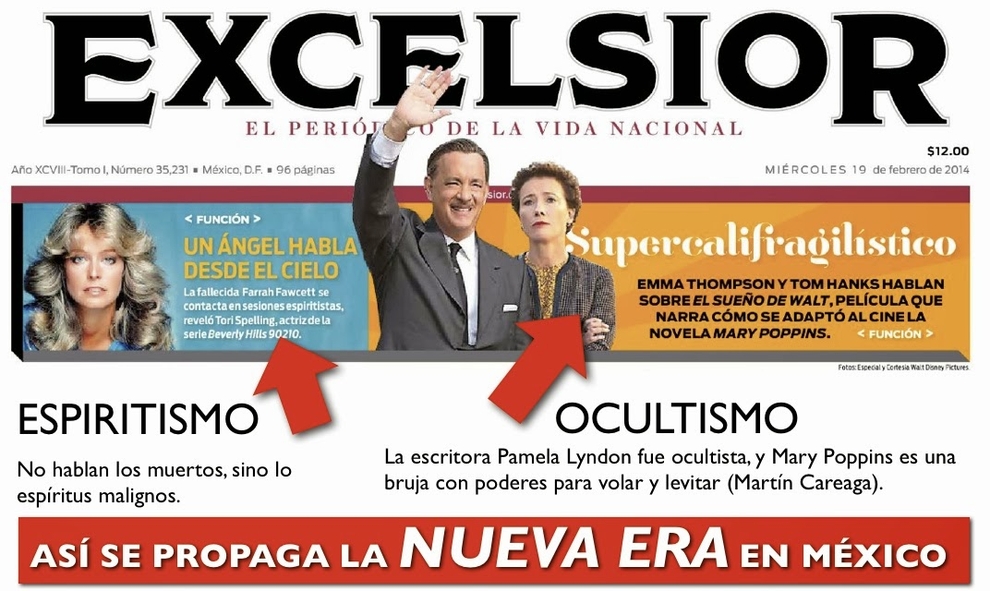 EXCELSIOR
EL PERIÓDICO DE LA VIDA NACIONAL
$12.00
Año XCVIII-Tomo I, Número 35,231 ▪ México, D.F. ▪ 96 páginas
MIÉRCOLES 19 de febrero de 2014
< FUNCIÓN >
UN ÁNGEL HABLA
DESDE EL CIELO
La fallecida Farrah Fawcett se
contacta en sesiones espiritistas,
reveló Tori Spelling, actriz de la
serie Beverly Hills 90210.
Supercalifragilístico
EMMA THOMPSON Y TOM HANKS HABLAN
SOBRE EL SUEÑO DE WALT, PELÍCULA QUE
NARRA CÓMO SE ADAPTÓ AL CINE LA
NOVELA MARY POPPINS. < FUNCIÓN >
Fotos: Especial y Cortesía Walt Disney Pictures.
ESPIRITISMO
No hablan los muertos, sino lo
espíritus malignos.
OCULTISMO
La escritora Pamela Lyndon fue ocultista, y Mary Poppins es una
bruja con poderes para volar y levitar (Martín Careaga).
ASÍ SE PROPAGA LA NUEVA ERA EN MÉXICO